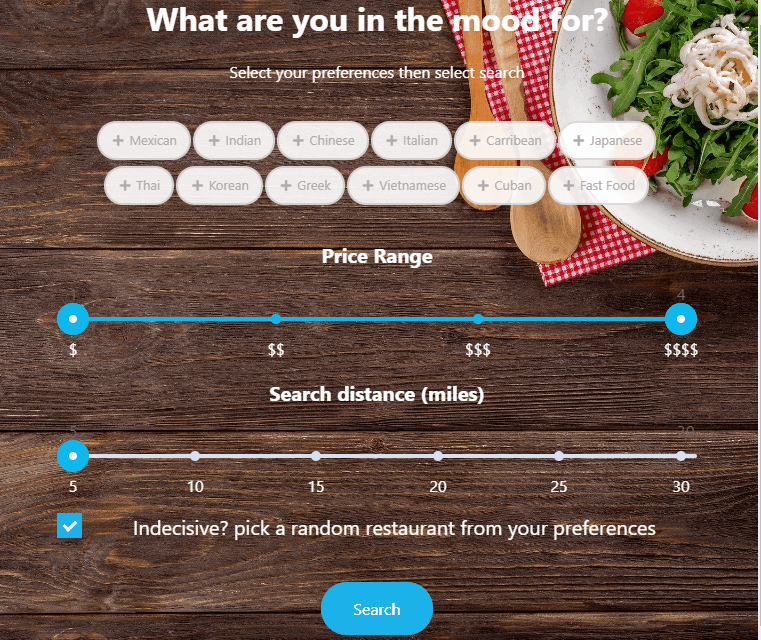 What are you in the mood for?
Select your preferences then select search
+ Mexican + Indian + Chinese + Italian + Carribean + Japanese
+ Thai + Korean + Greek + Vietnamese + Cuban + Fast Food
Price Range
4
$ $$ $$$ $$$$
Search distance (miles)
5 30
5 10 15 20 25 30
Indecisive? pick a random restaurant from your preferences
Search